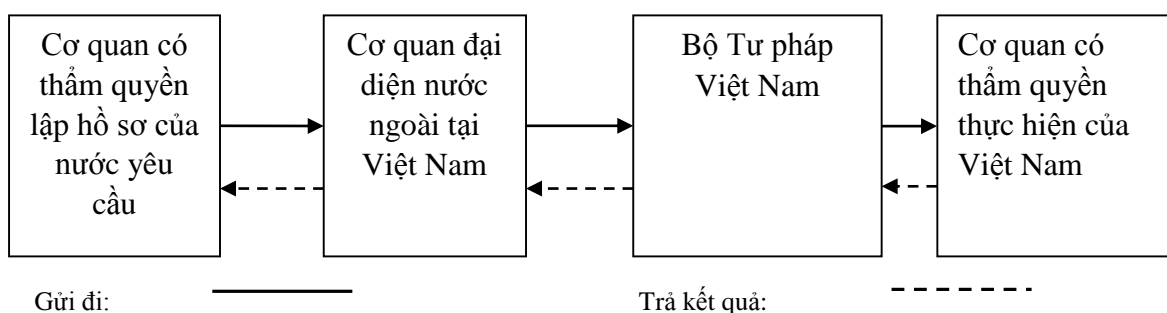 Cơ quan có
thẩm quyền
lập hồ sơ của
nước yêu
cầu
Cơ quan đại
diện nước
ngoài tại
Việt Nam
Bộ Tư pháp
Việt Nam
Cơ quan có
thẩm quyền
thực hiện của
Việt Nam
Gửi đi:
Trả kết quả: